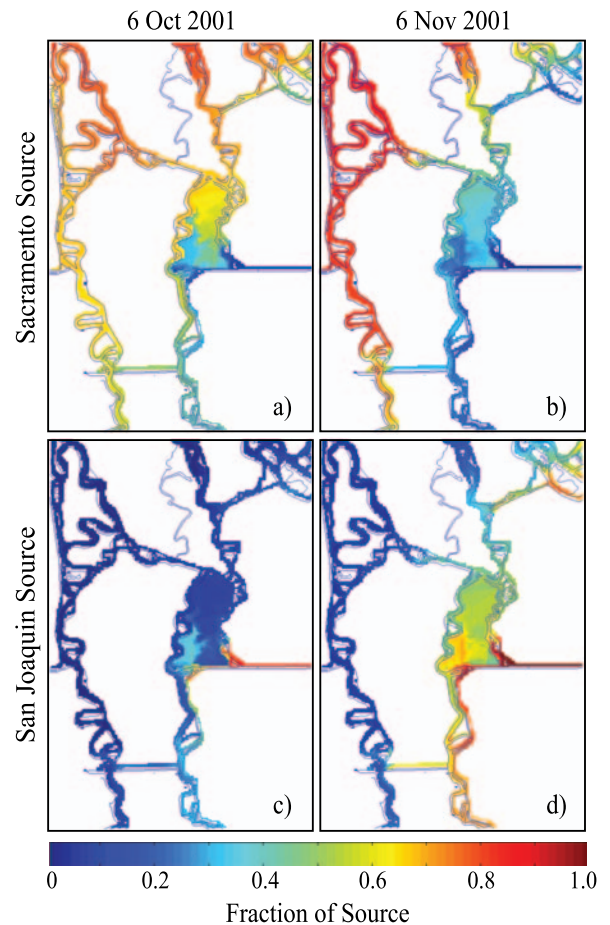 6 Oct 2001
6 Nov 2001
Sacramento Source
a)
b)
San Joaquin Source
c)
d)
0 0.2 0.4 0.6 0.8 1.0
Fraction of Source